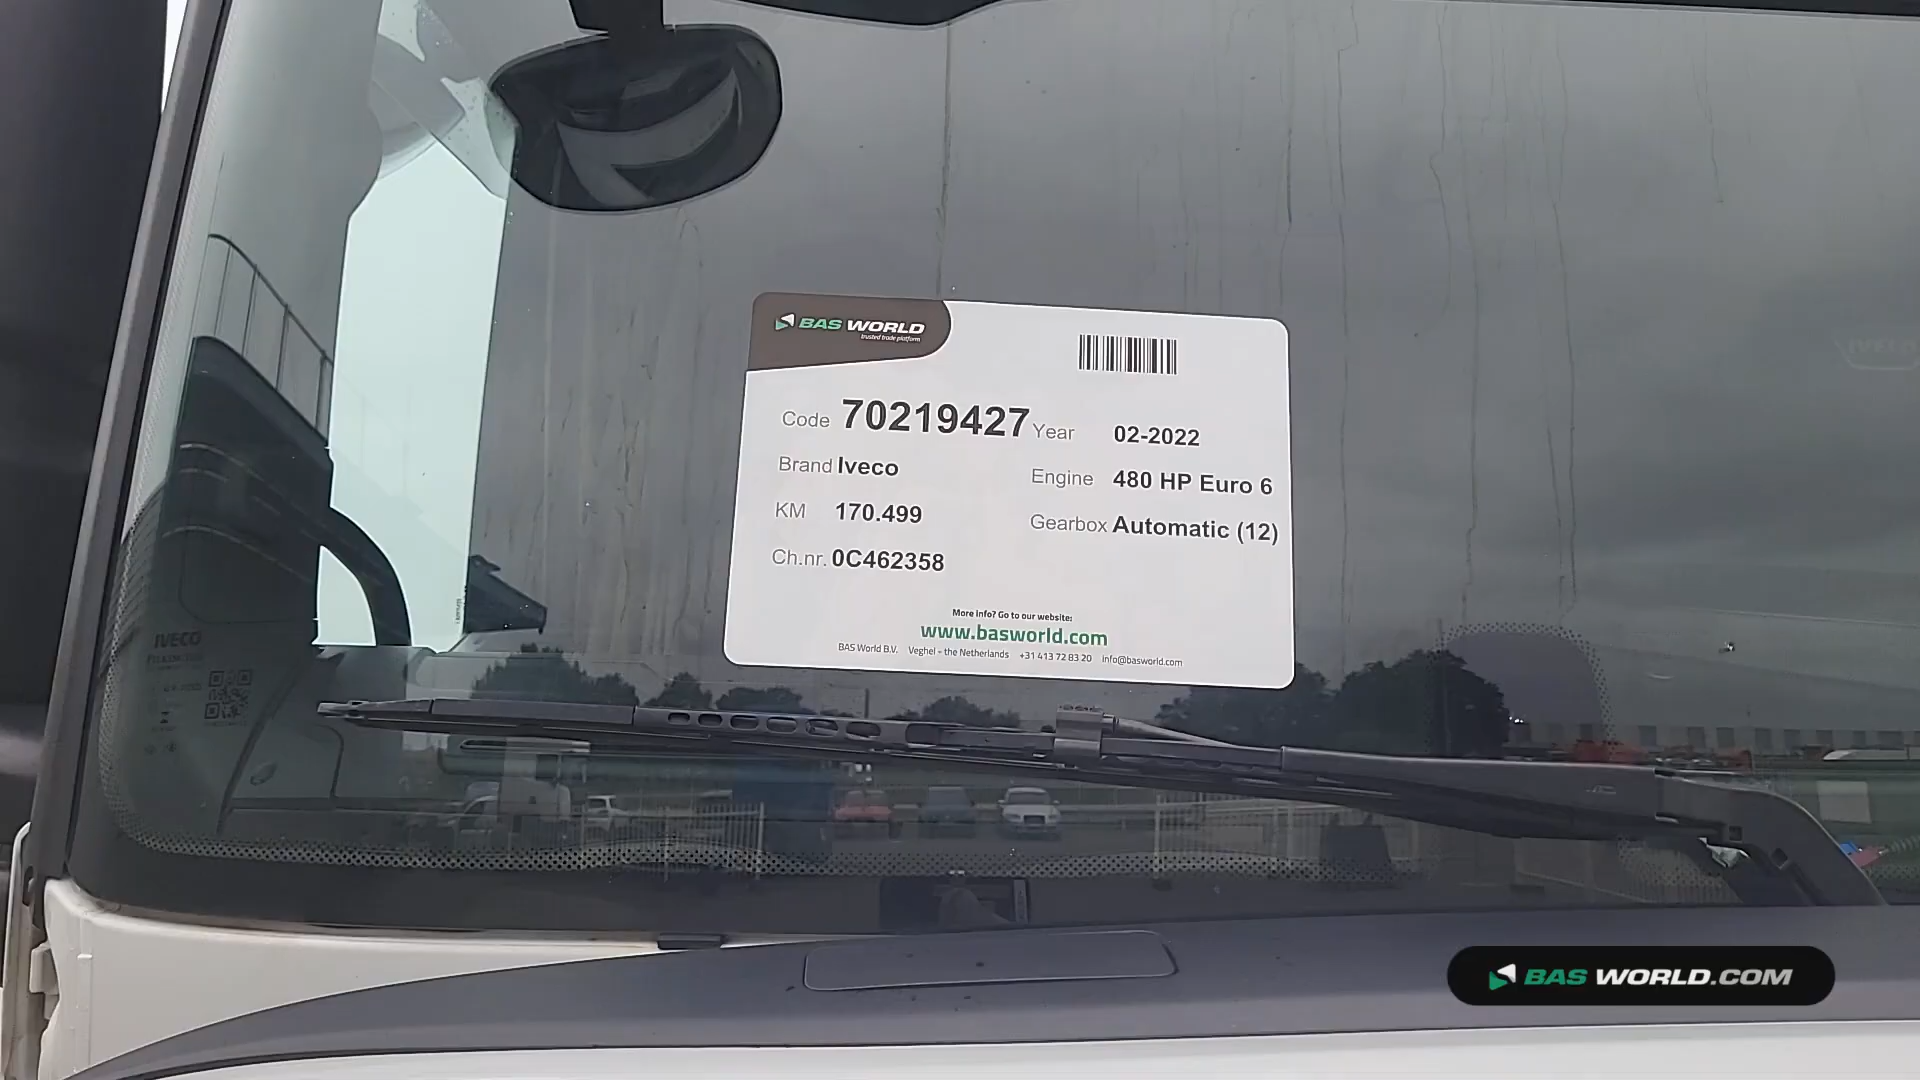 BAS WORLD
trusted trade platform
Code 70219427 Year 02-2022
Brand Iveco Engine 480 HP Euro 6
KM 170.499 Gearbox Automatic (12)
Ch.nr. 0C462358
More info? Go to our website:
www.basworld.com
BAS World B.V. Veghel - the Netherlands +31 413 72 83 20 info@basworld.com
IVECO
BAS WORLD.COM